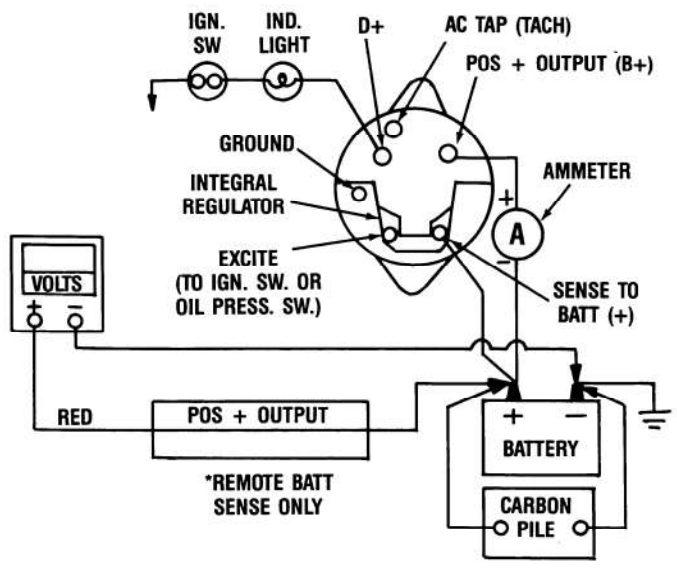 IGN.
SW
IND.
LIGHT
D+
AC TAP (TACH)
POS + OUTPUT (B+)
GROUND
INTEGRAL
REGULATOR
AMMETER
+
A
−
EXCITE
(TO IGN. SW. OR
OIL PRESS. SW.)
SENSE TO
BATT (+)
VOLTS
+ −
RED
POS + OUTPUT
*REMOTE BATT
SENSE ONLY
+ −
BATTERY
CARBON
PILE